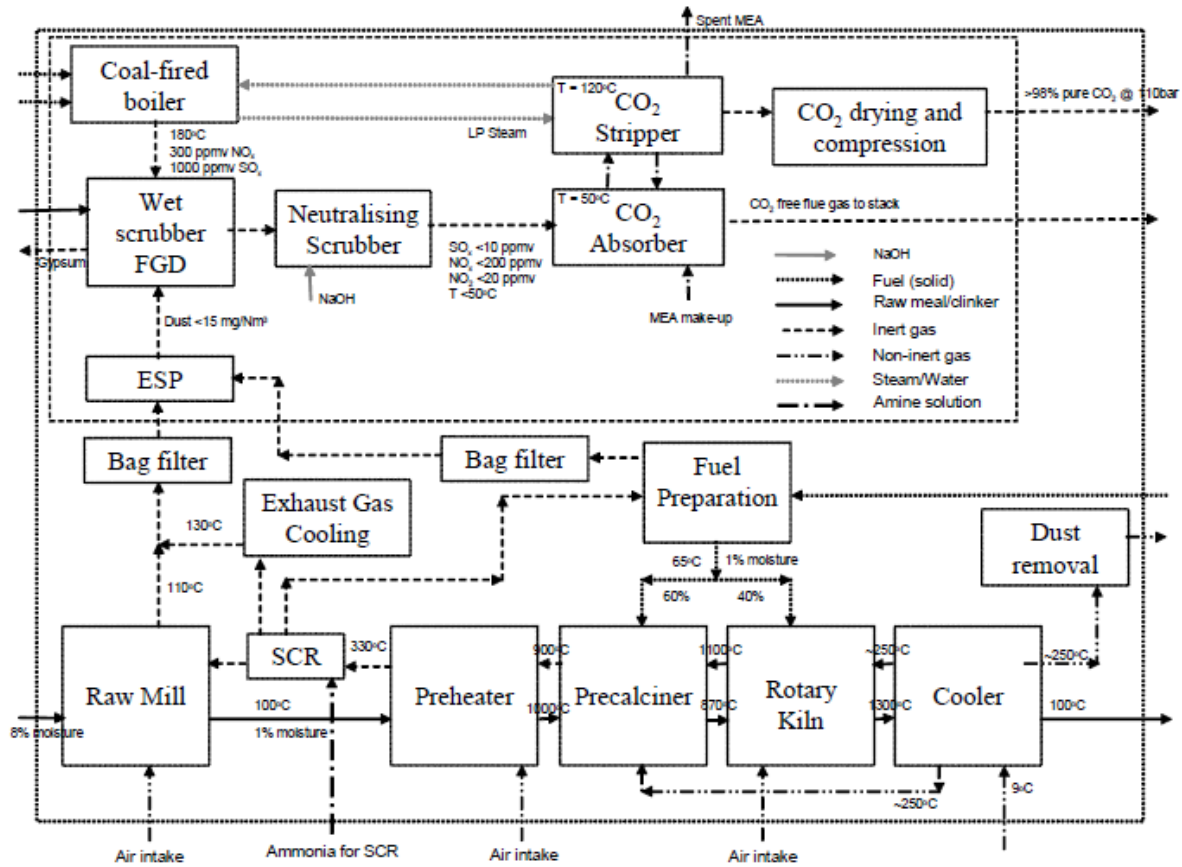 Spent MEA
Coal-fired
boiler
T = 120°C
CO₂
Stripper
CO₂ drying and
compression
>98% pure CO₂ @ 110bar
LP Steam
180°C
300 ppmv NOₓ
1000 ppmv SOₓ
Wet
scrubber
FGD
Gypsum
Neutralising
Scrubber
NaOH
SOₓ <10 ppmv
NOₓ <200 ppmv
NO₂ <20 ppmv
T <50°C
T = 50°C
CO₂
Absorber
CO₂ free flue gas to stack
MEA make-up
NaOH
Fuel (solid)
Raw meal/clinker
Inert gas
Non-inert gas
Steam/Water
Amine solution
Dust <15 mg/Nm³
ESP
Bag filter
Bag filter
Fuel
Preparation
Exhaust Gas
Cooling
130°C
110°C
65°C
1% moisture
60%
40%
Dust
removal
Raw Mill
SCR
330°C
Preheater
900°C
Precalciner
1100°C
Rotary
Kiln
~250°C
Cooler
~250°C
8% moisture
100°C
1% moisture
1000°C
870°C
1300°C
100°C
~250°C
9°C
Air intake
Ammonia for SCR
Air intake
Air intake